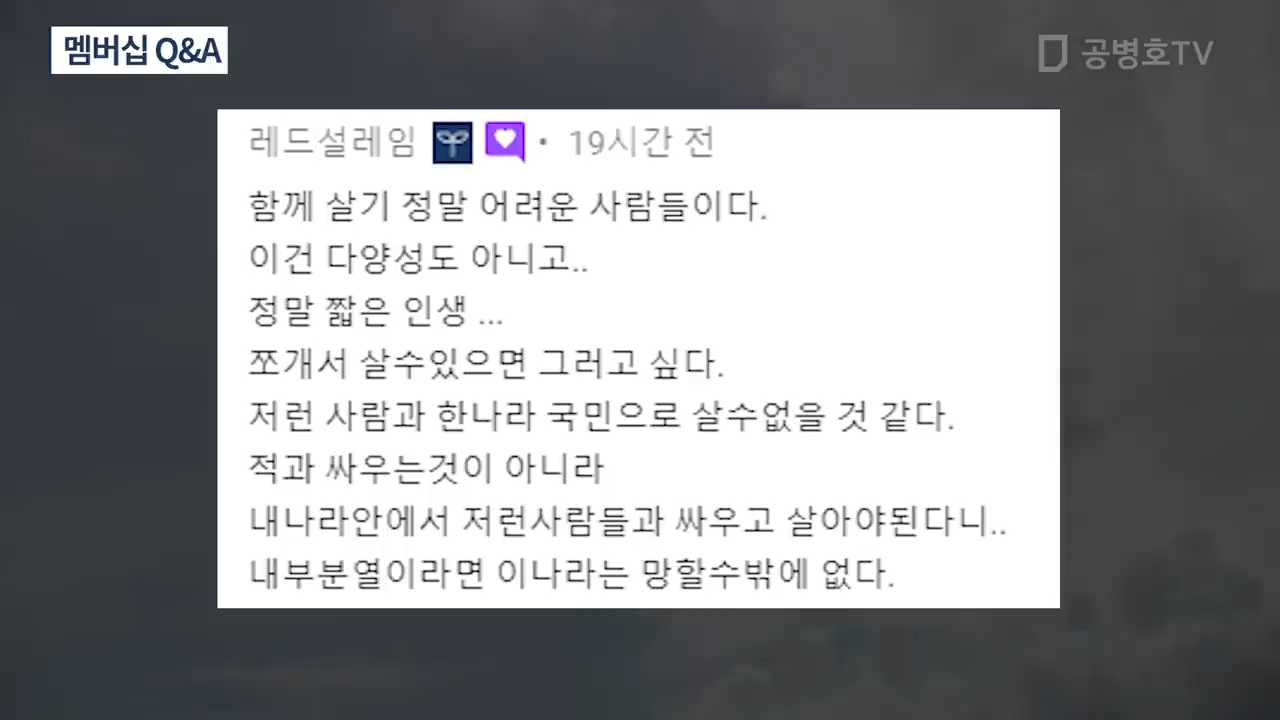 멤버십 Q&A
공병호TV
레드설레임 • 19시간 전
함께 살기 정말 어려운 사람들이다.
이건 다양성도 아니고..
정말 짧은 인생 ...
쪼개서 살수있으면 그러고 싶다.
저런 사람과 한나라 국민으로 살수없을 것 같다.
적과 싸우는것이 아니라
내나라안에서 저런사람들과 싸우고 살아야된다니..
내부분열이라면 이나라는 망할수밖에 없다.